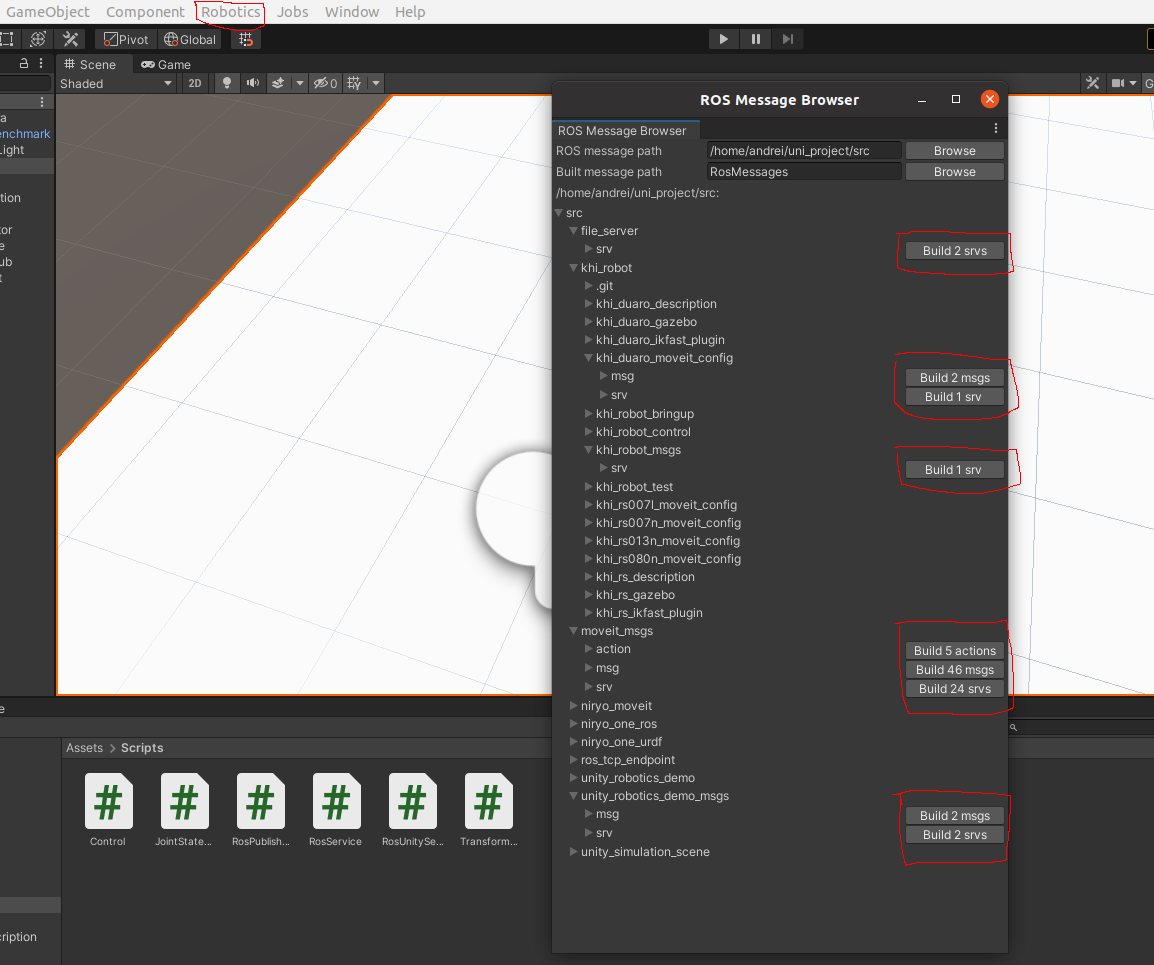 GameObject Component Robotics Jobs Window Help
Pivot Global
Scene Game
Shaded 2D 0
a
enchmark
Light
tion
tor
e
ub
t
ROS Message Browser
ROS Message Browser
ROS message path /home/andrei/uni_project/src Browse
Built message path RosMessages Browse
/home/andrei/uni_project/src:
src
file_server
srv Build 2 srvs
khi_robot
.git
khi_duaro_description
khi_duaro_gazebo
khi_duaro_ikfast_plugin
khi_duaro_moveit_config
msg Build 2 msgs
srv Build 1 srv
khi_robot_bringup
khi_robot_control
khi_robot_msgs
srv Build 1 srv
khi_robot_test
khi_rs007l_moveit_config
khi_rs007n_moveit_config
khi_rs013n_moveit_config
khi_rs080n_moveit_config
khi_rs_description
khi_rs_gazebo
khi_rs_ikfast_plugin
moveit_msgs
action Build 5 actions
msg Build 46 msgs
srv Build 24 srvs
niryo_moveit
niryo_one_ros
niryo_one_urdf
ros_tcp_endpoint
unity_robotics_demo
unity_robotics_demo_msgs
msg Build 2 msgs
srv Build 2 srvs
unity_simulation_scene
e
Assets > Scripts
Control JointState... RosPublish... RosService RosUnitySe... Transform...
cription